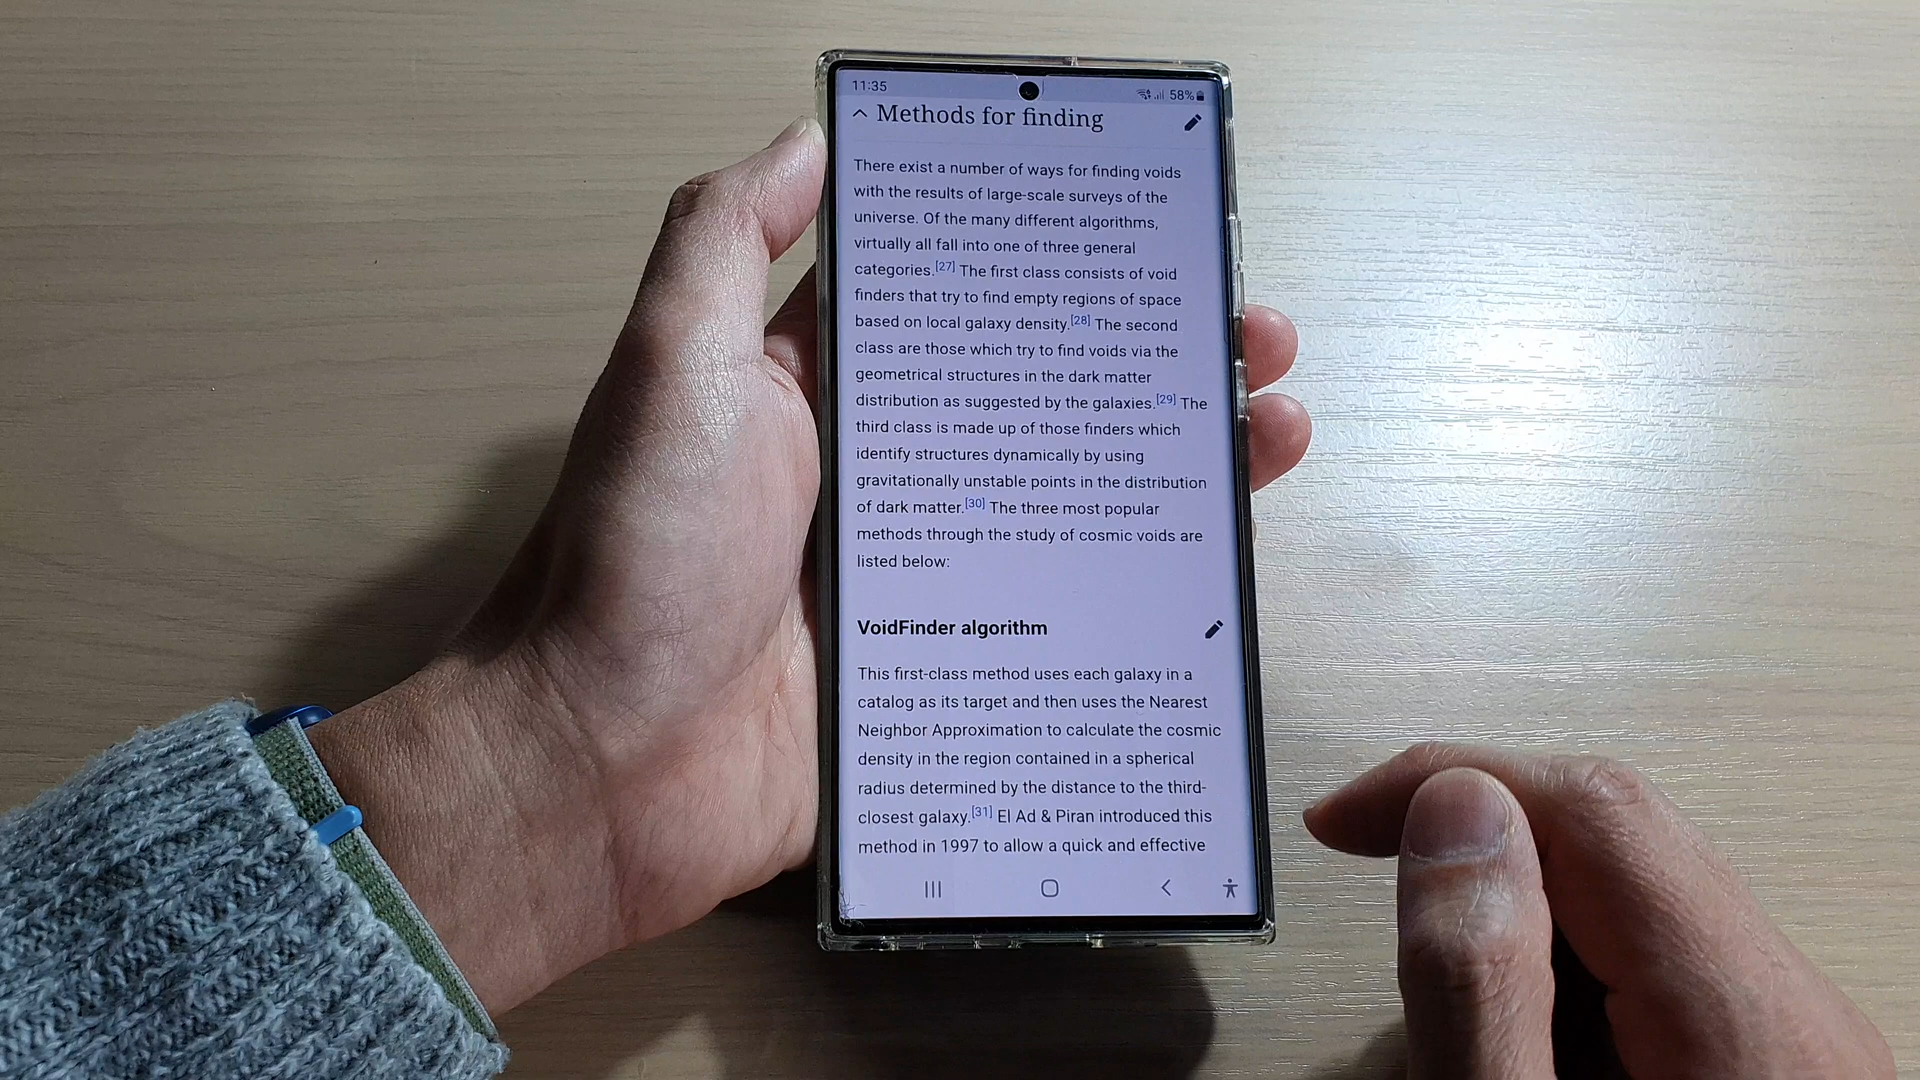 11:35
58%
Methods for finding
There exist a number of ways for finding voids
with the results of large-scale surveys of the
universe. Of the many different algorithms,
virtually all fall into one of three general
categories.[27] The first class consists of void
finders that try to find empty regions of space
based on local galaxy density.[28] The second
class are those which try to find voids via the
geometrical structures in the dark matter
distribution as suggested by the galaxies.[29] The
third class is made up of those finders which
identify structures dynamically by using
gravitationally unstable points in the distribution
of dark matter.[30] The three most popular
methods through the study of cosmic voids are
listed below:
VoidFinder algorithm
This first-class method uses each galaxy in a
catalog as its target and then uses the Nearest
Neighbor Approximation to calculate the cosmic
density in the region contained in a spherical
radius determined by the distance to the third-
closest galaxy.[31] El Ad & Piran introduced this
method in 1997 to allow a quick and effective